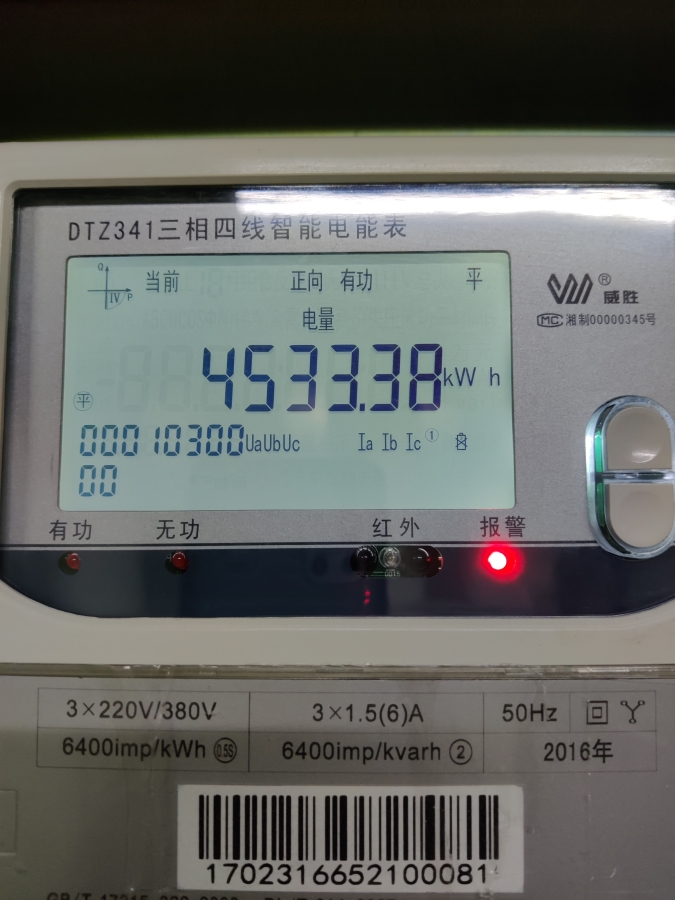 DTZ341三相四线智能电能表
Q
IV P
当前 正向 有功 平
电量
4533.38 kWh
平
00010300 UaUbUc Ia Ib Ic ①
00
® 威胜
MC 湘制00000345号
有功 无功 红外 报警
3×220V/380V 3×1.5(6)A 50Hz
6400imp/kWh 0.5S 6400imp/kvarh ② 2016年
1702316652100081